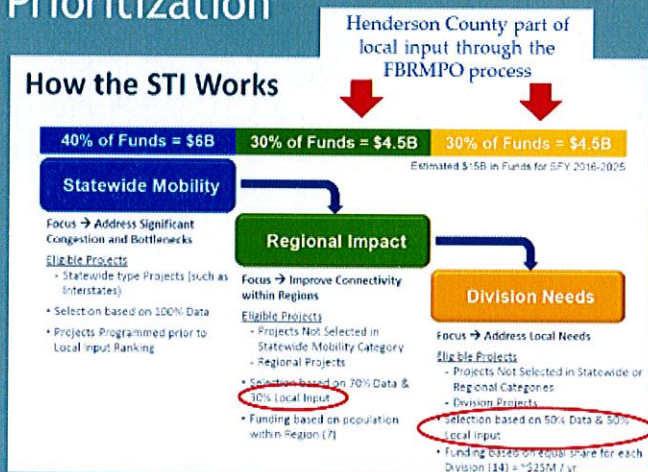 Prioritization
Henderson County part of
local input through the
FBRMPO process
How the STI Works
40% of Funds = $6B
30% of Funds = $4.5B
30% of Funds = $4.5B
Estimated $15B in Funds for SFY 2016-2025
Statewide Mobility
Focus → Address Significant
Congestion and Bottlenecks
Eligible Projects
- Statewide type Projects (such as
Interstates)
• Selection based on 100% Data
• Projects Programmed prior to
Local Input Ranking
Regional Impact
Focus → Improve Connectivity
within Regions
Eligible Projects
- Projects Not Selected in
Statewide Mobility Category
- Regional Projects
• Selection based on 70% Data &
30% Local Input
• Funding based on population
within Region (7)
Division Needs
Focus → Address Local Needs
Eligible Projects
- Projects Not Selected in Statewide or
Regional Categories
- Division Projects
• Selection based on 50% Data & 50%
Local Input
• Funding based on equal share for each
Division (14) = ~$25M / yr